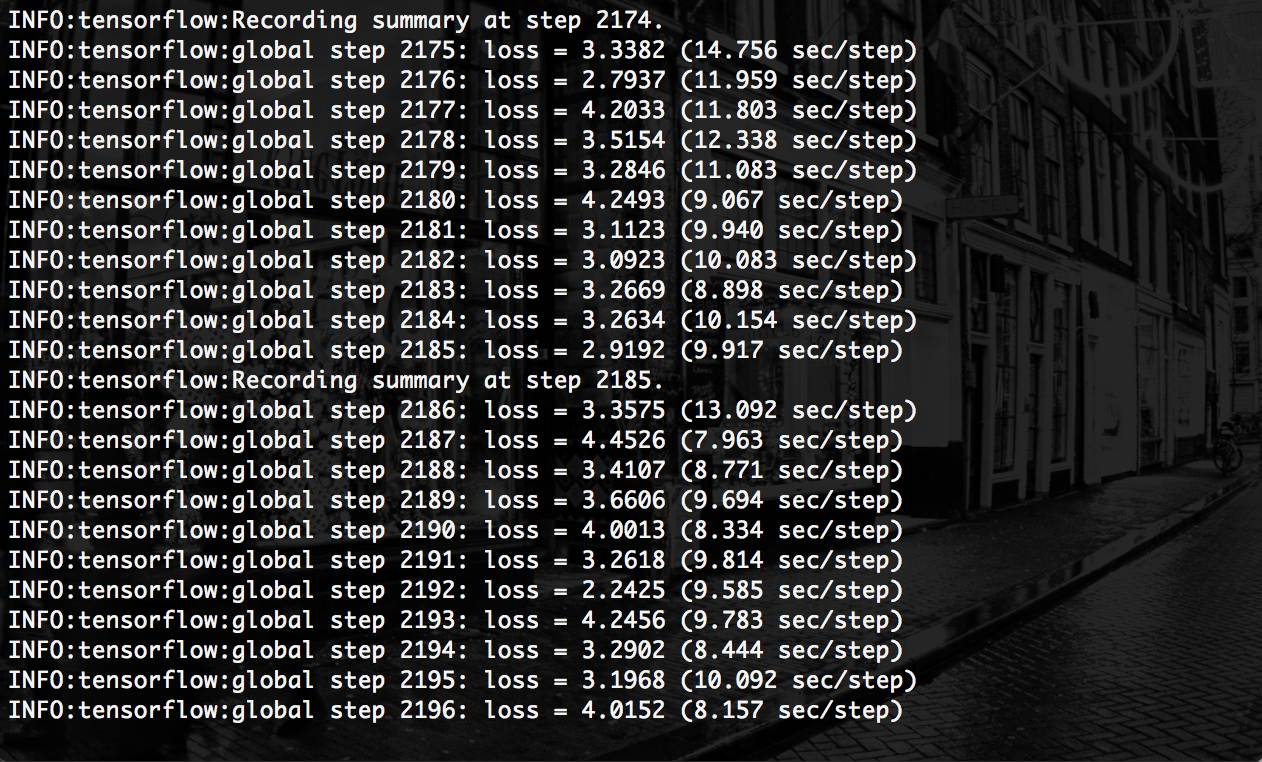 INFO:tensorflow:Recording summary at step 2174.
INFO:tensorflow:global step 2175: loss = 3.3382 (14.756 sec/step)
INFO:tensorflow:global step 2176: loss = 2.7937 (11.959 sec/step)
INFO:tensorflow:global step 2177: loss = 4.2033 (11.803 sec/step)
INFO:tensorflow:global step 2178: loss = 3.5154 (12.338 sec/step)
INFO:tensorflow:global step 2179: loss = 3.2846 (11.083 sec/step)
INFO:tensorflow:global step 2180: loss = 4.2493 (9.067 sec/step)
INFO:tensorflow:global step 2181: loss = 3.1123 (9.940 sec/step)
INFO:tensorflow:global step 2182: loss = 3.0923 (10.083 sec/step)
INFO:tensorflow:global step 2183: loss = 3.2669 (8.898 sec/step)
INFO:tensorflow:global step 2184: loss = 3.2634 (10.154 sec/step)
INFO:tensorflow:global step 2185: loss = 2.9192 (9.917 sec/step)
INFO:tensorflow:Recording summary at step 2185.
INFO:tensorflow:global step 2186: loss = 3.3575 (13.092 sec/step)
INFO:tensorflow:global step 2187: loss = 4.4526 (7.963 sec/step)
INFO:tensorflow:global step 2188: loss = 3.4107 (8.771 sec/step)
INFO:tensorflow:global step 2189: loss = 3.6606 (9.694 sec/step)
INFO:tensorflow:global step 2190: loss = 4.0013 (8.334 sec/step)
INFO:tensorflow:global step 2191: loss = 3.2618 (9.814 sec/step)
INFO:tensorflow:global step 2192: loss = 2.2425 (9.585 sec/step)
INFO:tensorflow:global step 2193: loss = 4.2456 (9.783 sec/step)
INFO:tensorflow:global step 2194: loss = 3.2902 (8.444 sec/step)
INFO:tensorflow:global step 2195: loss = 3.1968 (10.092 sec/step)
INFO:tensorflow:global step 2196: loss = 4.0152 (8.157 sec/step)